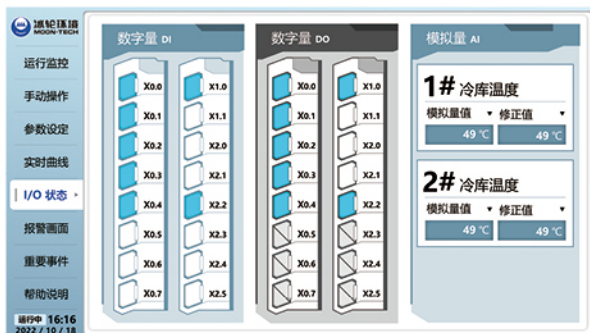 冰轮环境
MOON-TECH
运行监控
手动操作
参数设定
实时曲线
I/O 状态
报警画面
重要事件
帮助说明
运行中 16:16
2022 / 10 / 18
数字量 DI
X0.0 X1.0
X0.1 X1.1
X0.2 X2.0
X0.3 X2.1
X0.4 X2.2
X0.5 X2.3
X0.6 X2.4
X0.7 X2.5
数字量 DO
X0.0 X1.0
X0.1 X1.1
X0.2 X2.0
X0.3 X2.1
X0.4 X2.2
X0.5 X2.3
X0.6 X2.4
X0.7 X2.5
模拟量 AI
1# 冷库温度
模拟量值 修正值
49 ℃ 49 ℃
2# 冷库温度
模拟量值 修正值
49 ℃ 49 ℃